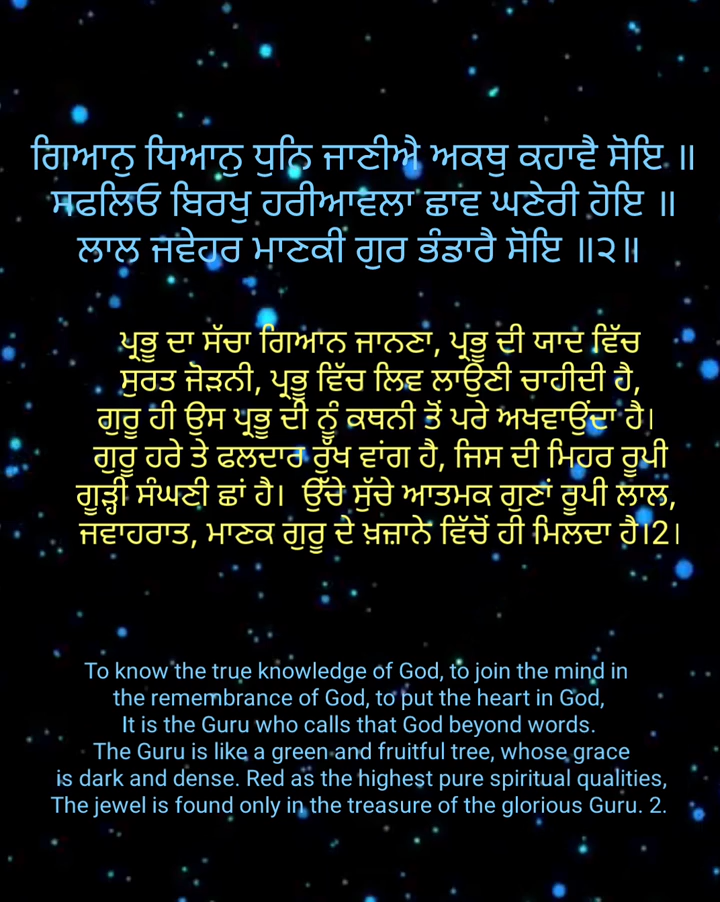 ਗਿਆਨੁ ਧਿਆਨੁ ਧੁਨਿ ਜਾਣੀਐ ਅਕਥੁ ਕਹਾਵੈ ਸੋਇ ॥
ਸਫਲਿਓ ਬਿਰਖੁ ਹਰੀਆਵਲਾ ਛਾਵ ਘਣੇਰੀ ਹੋਇ ॥
ਲਾਲ ਜਵੇਹਰ ਮਾਣਕੀ ਗੁਰ ਭੰਡਾਰੈ ਸੋਇ ॥੨॥
ਪ੍ਰਭੂ ਦਾ ਸੱਚਾ ਗਿਆਨ ਜਾਨਣਾ, ਪ੍ਰਭੂ ਦੀ ਯਾਦ ਵਿੱਚ
ਸੁਰਤ ਜੋੜਨੀ, ਪ੍ਰਭੂ ਵਿੱਚ ਲਿਵ ਲਾਉਣੀ ਚਾਹੀਦੀ ਹੈ,
ਗੁਰੂ ਹੀ ਉਸ ਪ੍ਰਭੂ ਦੀ ਨੂੰ ਕਥਨੀ ਤੋਂ ਪਰੇ ਅਖਵਾਉਂਦਾ ਹੈ।
ਗੁਰੂ ਹਰੇ ਤੇ ਫਲਦਾਰ ਰੁੱਖ ਵਾਂਗ ਹੈ, ਜਿਸ ਦੀ ਮਿਹਰ ਰੂਪੀ
ਗੂੜ੍ਹੀ ਸੰਘਣੀ ਛਾਂ ਹੈ। ਉੱਚੇ ਸੁੱਚੇ ਆਤਮਕ ਗੁਣਾਂ ਰੂਪੀ ਲਾਲ,
ਜਵਾਹਰਾਤ, ਮਾਣਕ ਗੁਰੂ ਦੇ ਖ਼ਜ਼ਾਨੇ ਵਿੱਚੋਂ ਹੀ ਮਿਲਦਾ ਹੈ।2।
To know the true knowledge of God, to join the mind in
the remembrance of God, to put the heart in God,
It is the Guru who calls that God beyond words.
The Guru is like a green and fruitful tree, whose grace
is dark and dense. Red as the highest pure spiritual qualities,
The jewel is found only in the treasure of the glorious Guru. 2.